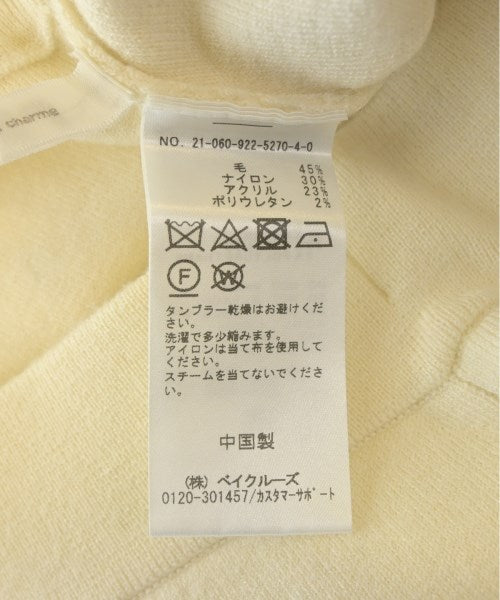 charme
NO. 21-060-922-5270-4-0
毛 45%
ナイロン 30%
アクリル 23%
ポリウレタン 2%
F W
タンブラー乾燥はお避けくだ
さい。
洗濯で多少縮みます。
アイロンは当て布を使用して
ください。
スチームを当てないでくださ
い。
中国製
(株) ベイクルーズ
0120-301457/カスタマーサポート